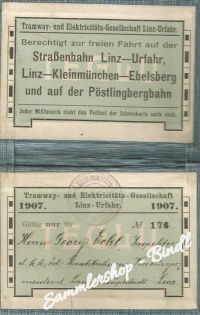 Tramway- und Elektricitäts-Gesellschaft Linz-Urfahr.
Berechtigt zur freien Fahrt auf der
Straßenbahn Linz—Urfahr,
Linz—Kleinmünchen—Ebelsberg
und auf der Pöstlingbergbahn
Jeder Mißbrauch zieht den Verlust der Jahreskarte nach sich.
Tramway- und Elektricitäts-Gesellschaft
Linz-Urfahr.
1907. 1907.
Gültig nur für № 176
Herrn Georg
Linz
Sammlershop - Bindl